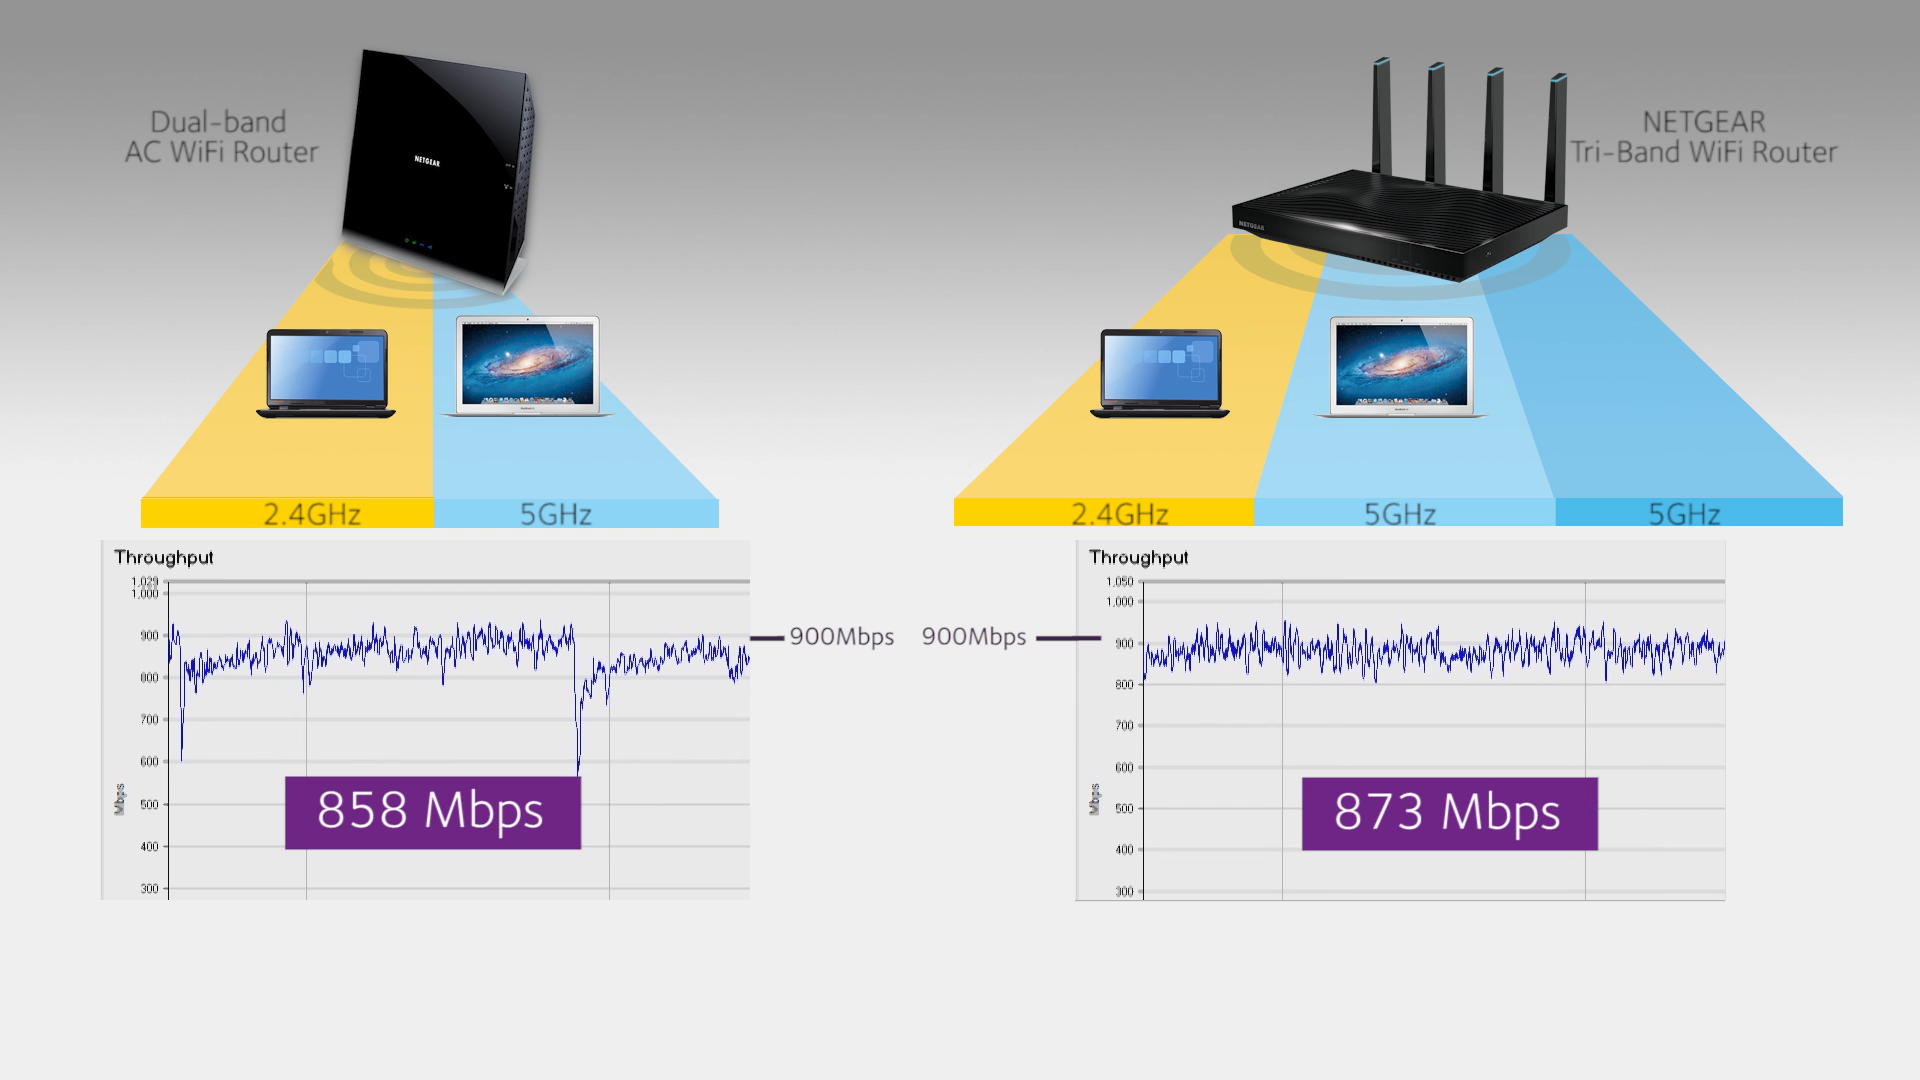 Dual-band
AC WiFi Router
NETGEAR
NETGEAR
Tri-Band WiFi Router
NETGEAR
2.4GHz
5GHz
2.4GHz
5GHz
5GHz
Throughput
1,029
1,000
900
800
700
600
500
400
300
Mbps
858 Mbps
900Mbps
900Mbps
Throughput
1,050
1,000
900
800
700
600
500
400
300
Mbps
873 Mbps